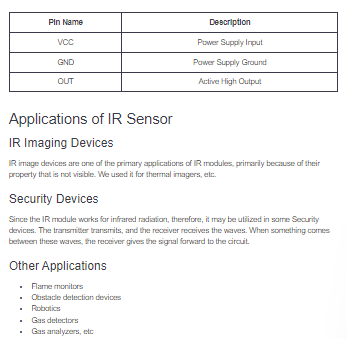 Pin Name Description
VCC Power Supply Input
GND Power Supply Ground
OUT Active High Output
Applications of IR Sensor
IR Imaging Devices
IR image devices are one of the primary applications of IR modules, primarily because of their
property that is not visible. We used it for thermal imagers, etc.
Security Devices
Since the IR module works for infrared radiation, therefore, it may be utilized in some Security
devices. The transmitter transmits, and the receiver receives the waves. When something comes
between these waves, the receiver gives the signal forward to the circuit.
Other Applications
• Flame monitors
• Obstacle detection devices
• Robotics
• Gas detectors
• Gas analyzers, etc